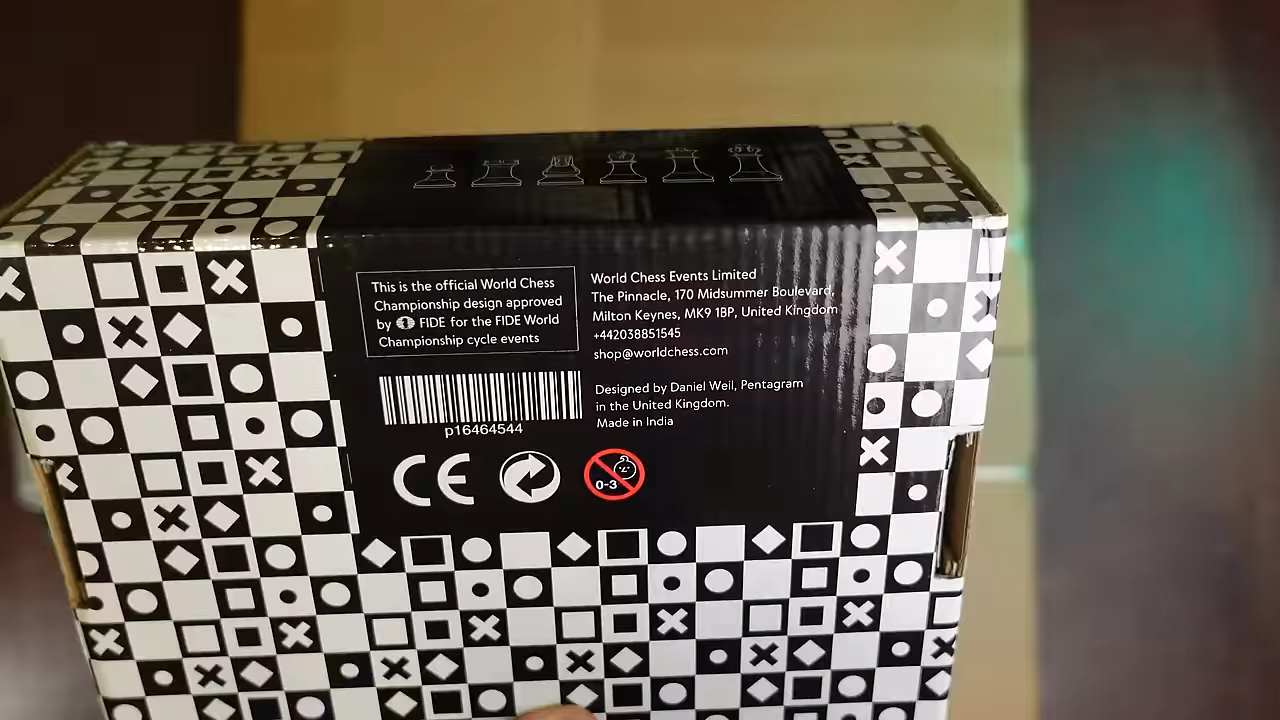 This is the official World Chess
Championship design approved
by FIDE for the FIDE World
Championship cycle events
World Chess Events Limited
The Pinnacle, 170 Midsummer Boulevard,
Milton Keynes, MK9 1BP, United Kingdom
+442038851545
shop@worldchess.com
Designed by Daniel Weil, Pentagram
in the United Kingdom.
Made in India
p16464544
CE
0-3